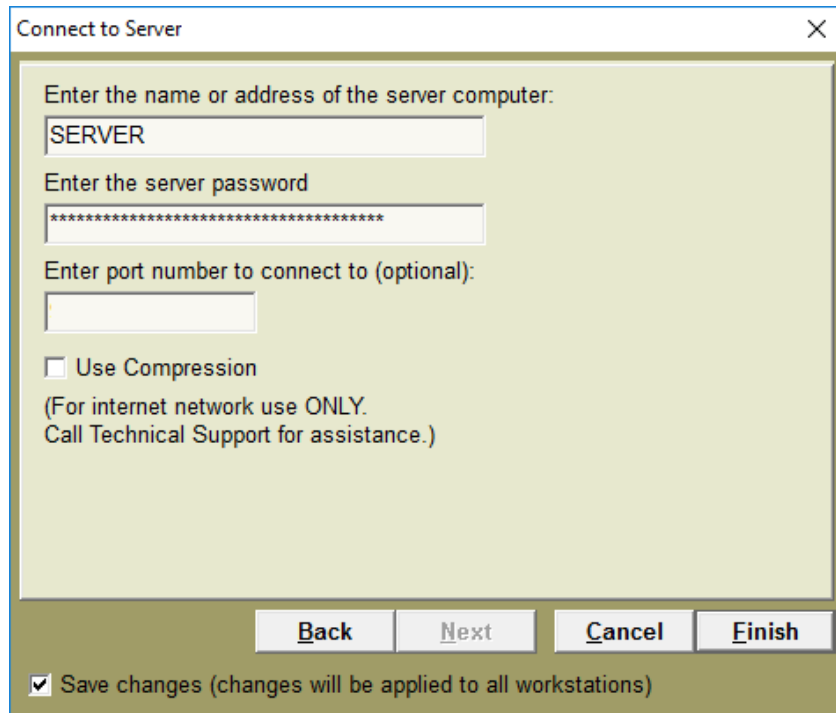 Connect to Server
Enter the name or address of the server computer:
SERVER
Enter the server password
**************************************
Enter port number to connect to (optional):
Use Compression
(For internet network use ONLY.
Call Technical Support for assistance.)
Back Next Cancel Finish
Save changes (changes will be applied to all workstations)